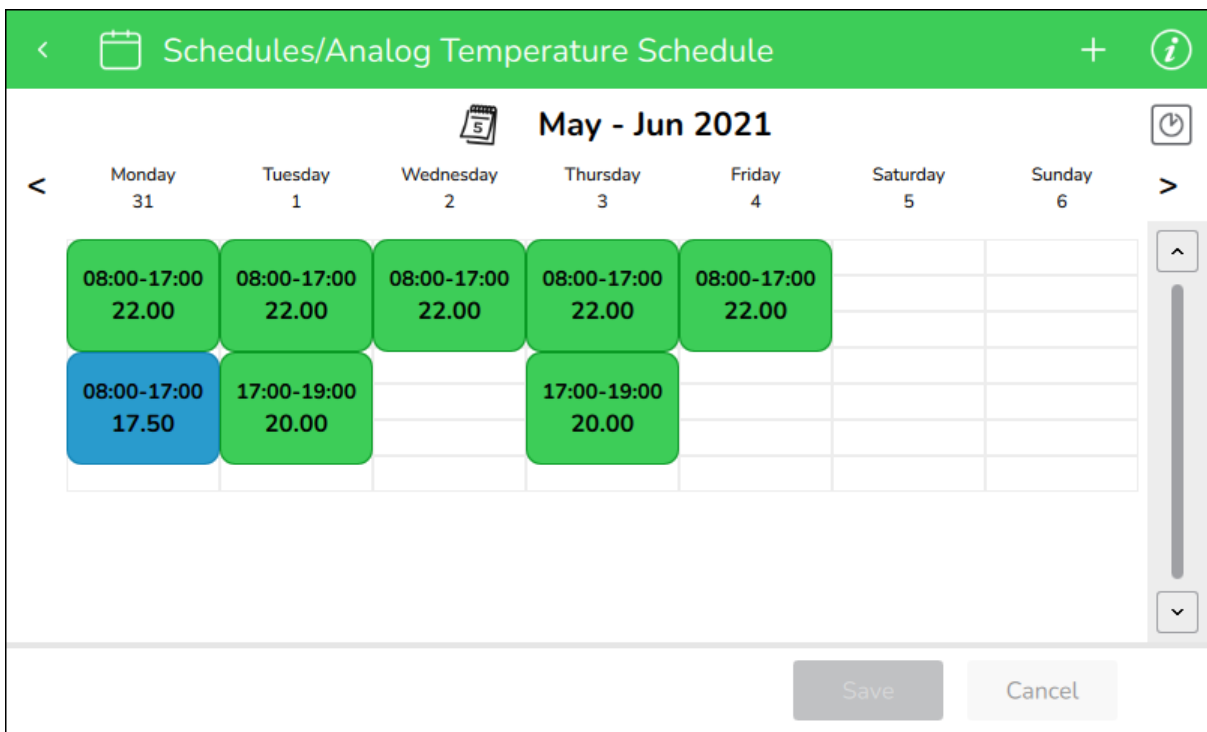 < Schedules/Analog Temperature Schedule + i
5 May - Jun 2021
< Monday Tuesday Wednesday Thursday Friday Saturday Sunday >
31 1 2 3 4 5 6
08:00-17:00 08:00-17:00 08:00-17:00 08:00-17:00 08:00-17:00
22.00 22.00 22.00 22.00 22.00
08:00-17:00 17:00-19:00 17:00-19:00
17.50 20.00 20.00
Save Cancel